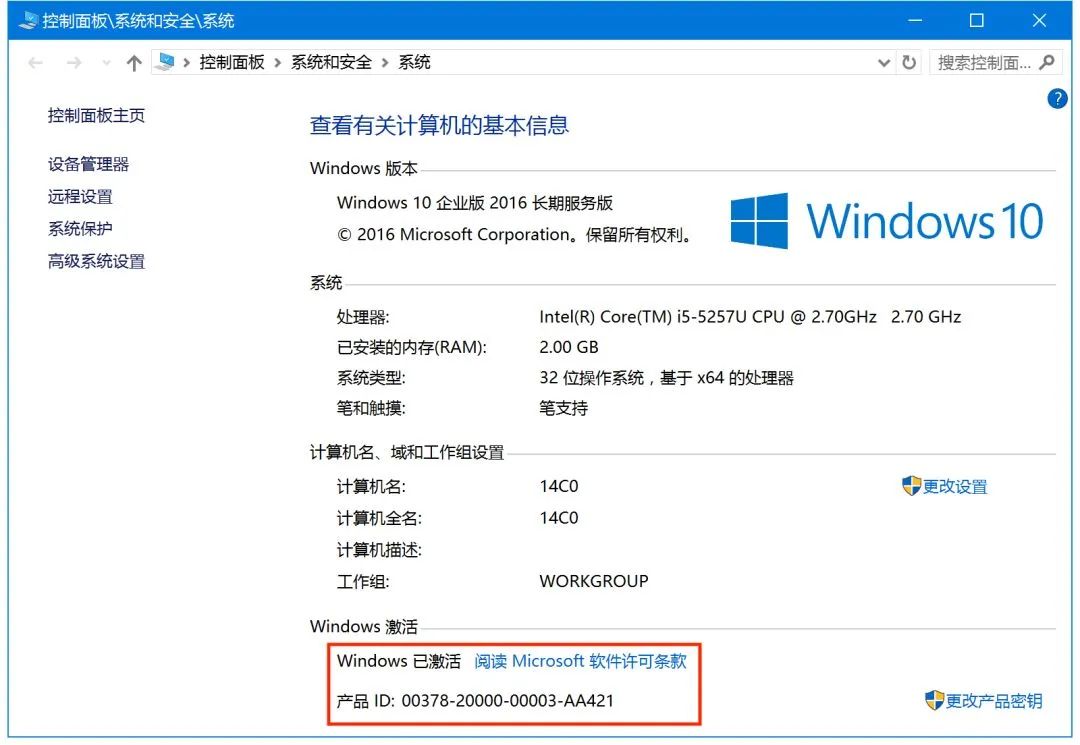 控制面板\系统和安全\系统
控制面板 > 系统和安全 > 系统
搜索控制面...
?
控制面板主页
设备管理器
远程设置
系统保护
高级系统设置
查看有关计算机的基本信息
Windows 版本
Windows 10 企业版 2016 长期服务版
© 2016 Microsoft Corporation。保留所有权利。
Windows 10
系统
处理器: Intel(R) Core(TM) i5-5257U CPU @ 2.70GHz 2.70 GHz
已安装的内存(RAM): 2.00 GB
系统类型: 32 位操作系统，基于 x64 的处理器
笔和触摸: 笔支持
计算机名、域和工作组设置
计算机名: 14C0 更改设置
计算机全名: 14C0
计算机描述:
工作组: WORKGROUP
Windows 激活
Windows 已激活 阅读 Microsoft 软件许可条款
产品 ID: 00378-20000-00003-AA421 更改产品密钥